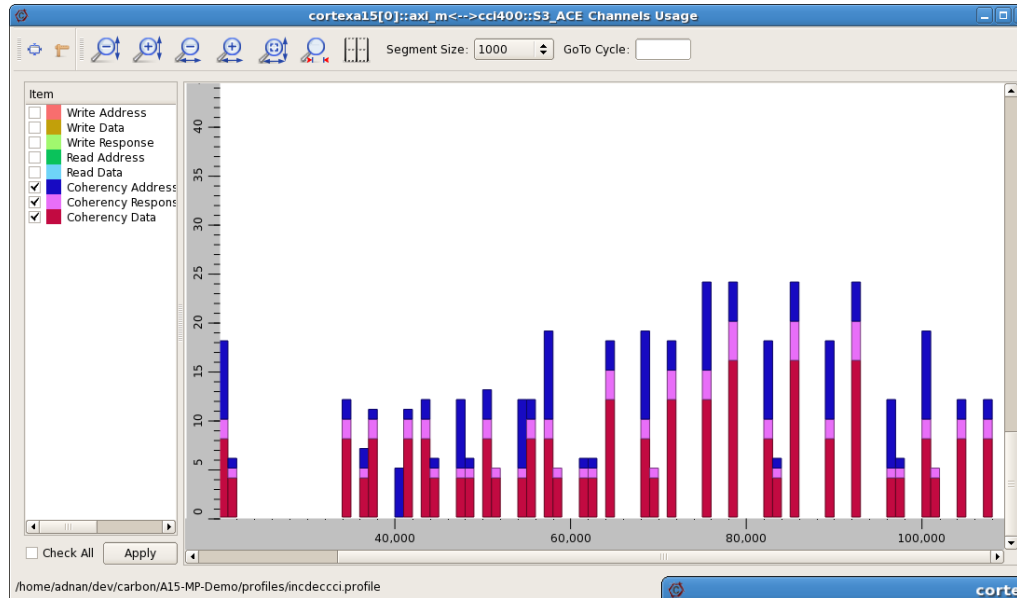 cortexa15[0]::axi_m<-->cci400::S3_ACE Channels Usage
Segment Size: 1000 GoTo Cycle:
Item
Write Address
Write Data
Write Response
Read Address
Read Data
Coherency Address
Coherency Respons
Coherency Data
40
35
30
25
20
15
10
5
0
40,000 60,000 80,000 100,000
Check All Apply
/home/adnan/dev/carbon/A15-MP-Demo/profiles/incdeccci.profile
corte